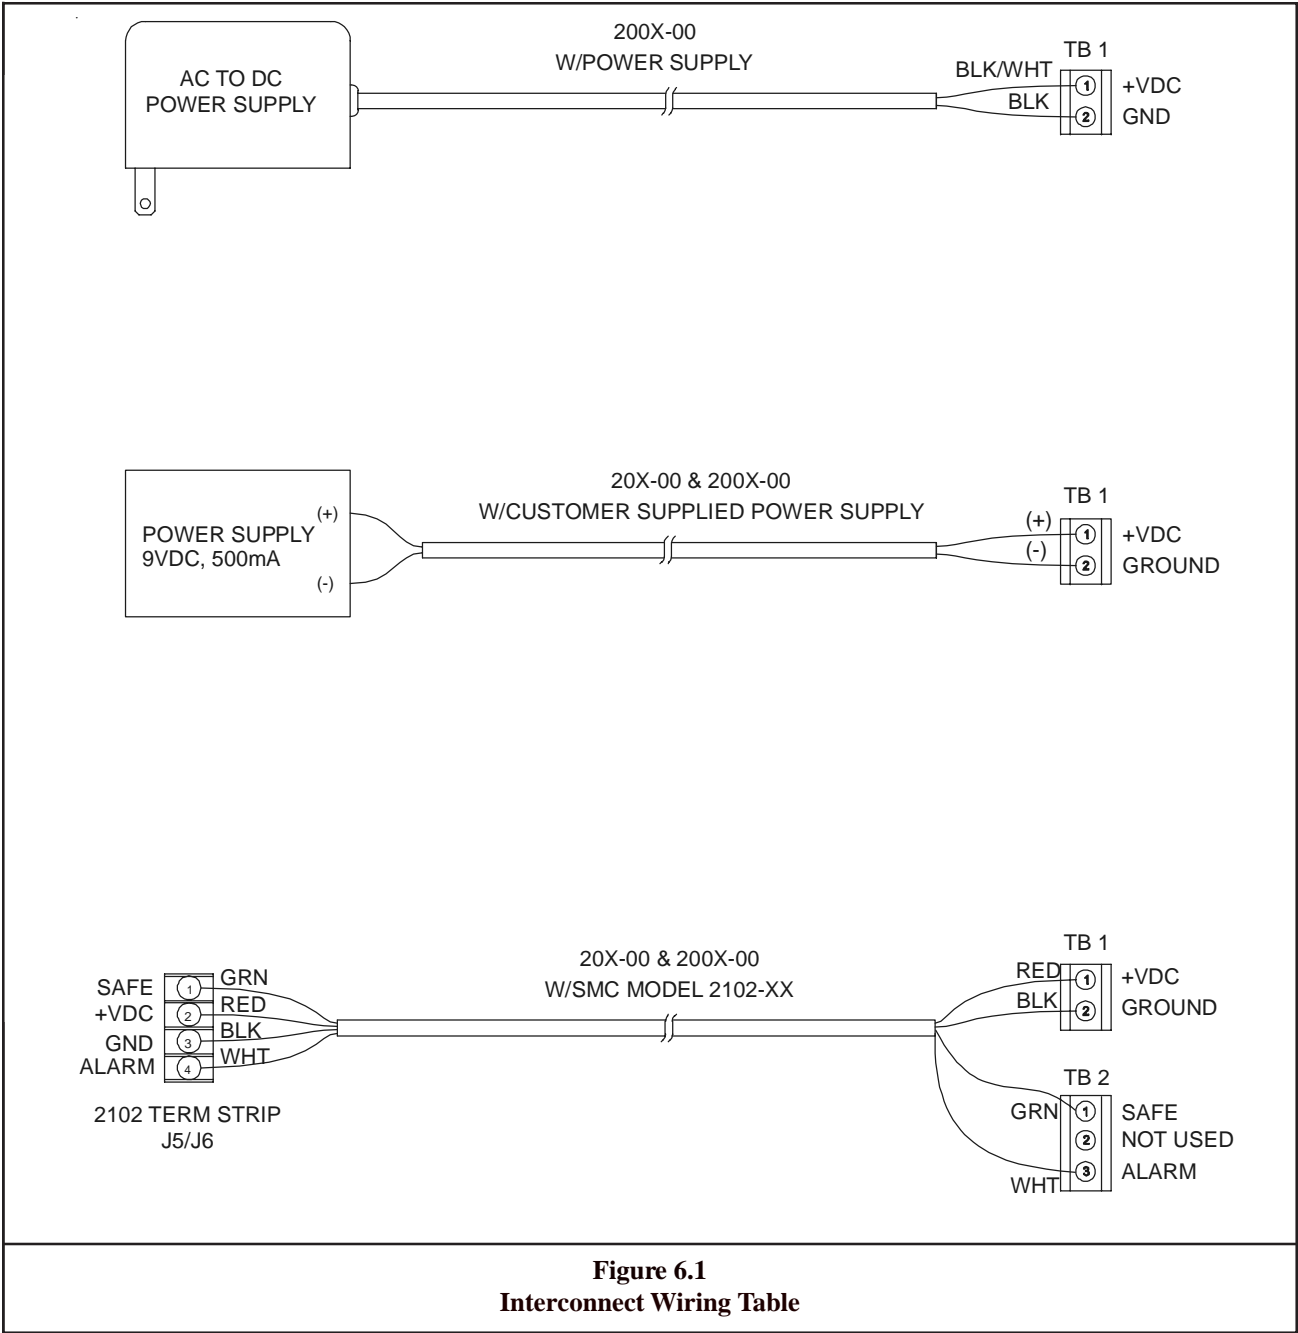 200X-00
W/POWER SUPPLY
AC TO DC
POWER SUPPLY
TB 1
BLK/WHT
1
+VDC
BLK
2
GND
20X-00 & 200X-00
W/CUSTOMER SUPPLIED POWER SUPPLY
POWER SUPPLY
9VDC, 500mA
(+)
(-)
TB 1
(+)
1
+VDC
(-)
2
GROUND
20X-00 & 200X-00
W/SMC MODEL 2102-XX
SAFE
1
GRN
+VDC
2
RED
GND
3
BLK
ALARM
4
WHT
2102 TERM STRIP
J5/J6
TB 1
RED
1
+VDC
BLK
2
GROUND
TB 2
GRN
1
SAFE
2
NOT USED
3
ALARM
WHT
Figure 6.1
Interconnect Wiring Table